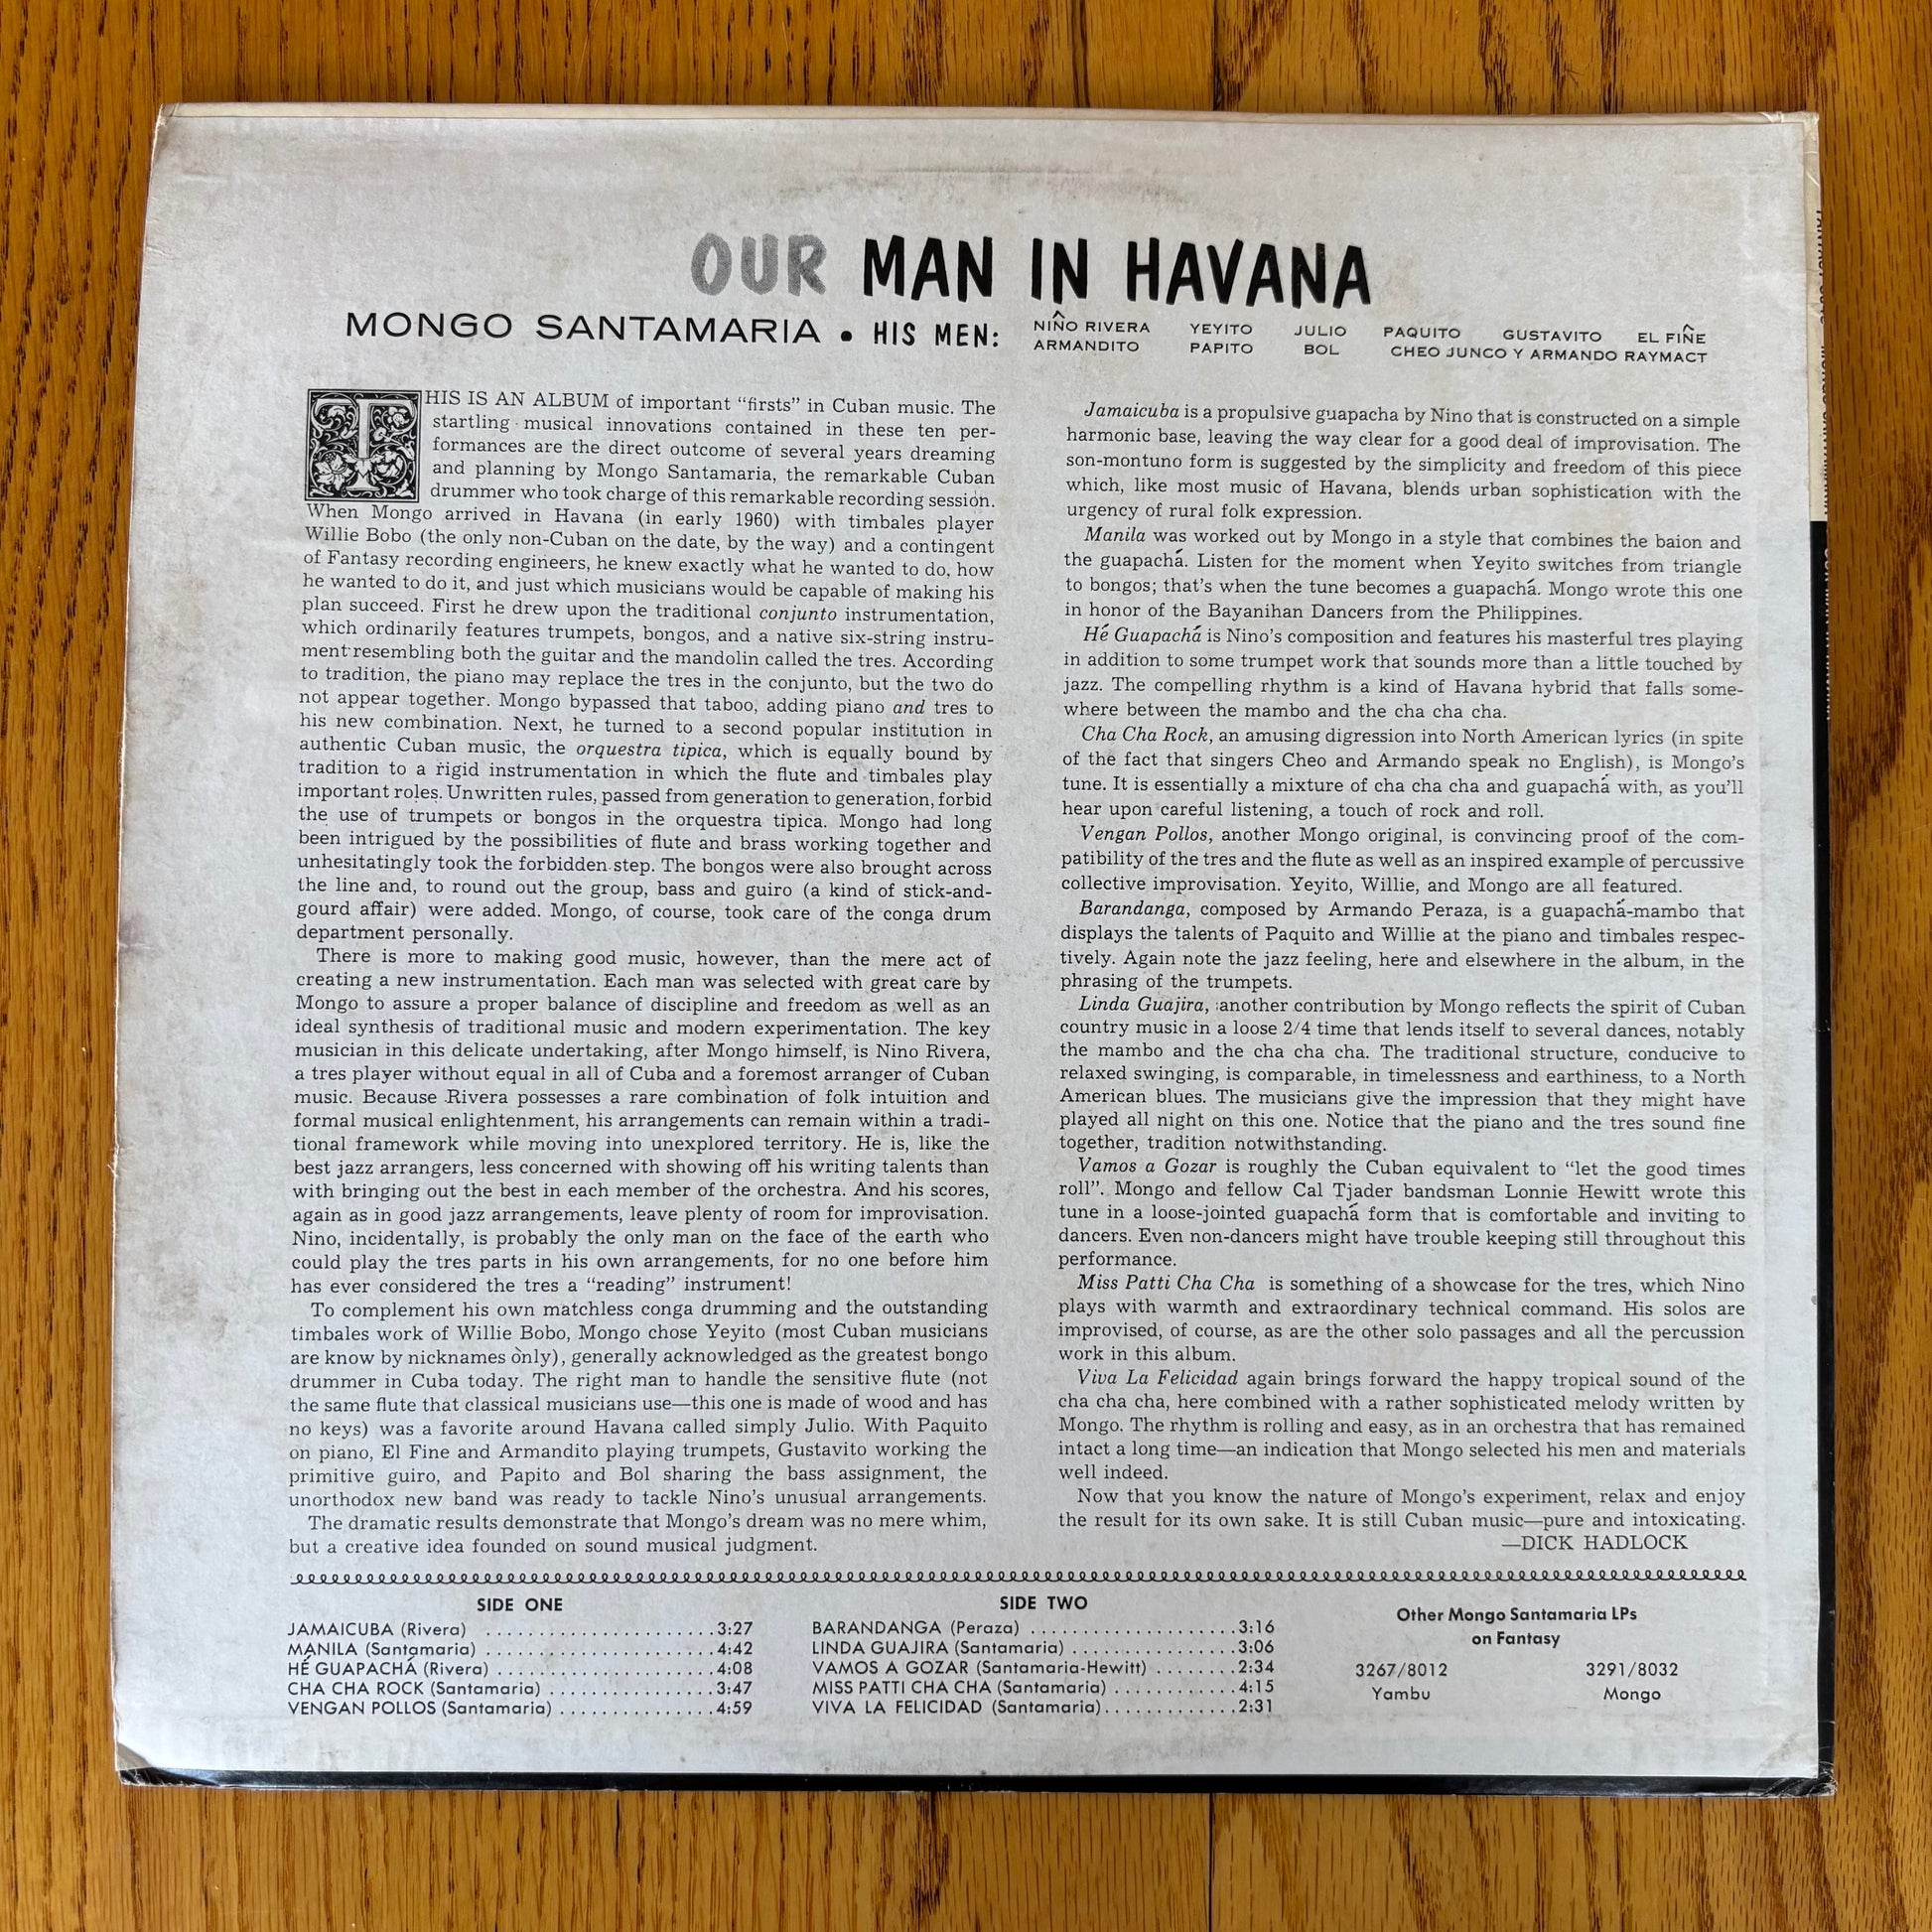 OUR MAN IN HAVANA
MONGO SANTAMARIA • HIS MEN:
NIÑO RIVERA YEYITO JULIO PAQUITO GUSTAVITO EL FIÑE
ARMANDITO PAPITO BOL CHEO JUNCO Y ARMANDO RAYMACT
THIS IS AN ALBUM of important “firsts” in Cuban music. The
startling musical innovations contained in these ten per-
formances are the direct outcome of several years dreaming
and planning by Mongo Santamaria, the remarkable Cuban
drummer who took charge of this remarkable recording session.
When Mongo arrived in Havana (in early 1960) with timbales player
Willie Bobo (the only non-Cuban on the date, by the way) and a contingent
of Fantasy recording engineers, he knew exactly what he wanted to do, how
he wanted to do it, and just which musicians would be capable of making his
plan succeed. First he drew upon the traditional conjunto instrumentation,
which ordinarily features trumpets, bongos, and a native six-string instru-
ment resembling both the guitar and the mandolin called the tres. According
to tradition, the piano may replace the tres in the conjunto, but the two do
not appear together. Mongo bypassed that taboo, adding piano and tres to
his new combination. Next, he turned to a second popular institution in
authentic Cuban music, the orquestra tipica, which is equally bound by
tradition to a rigid instrumentation in which the flute and timbales play
important roles. Unwritten rules, passed from generation to generation, forbid
the use of trumpets or bongos in the orquestra tipica. Mongo had long
been intrigued by the possibilities of flute and brass working together and
unhesitatingly took the forbidden step. The bongos were also brought across
the line and, to round out the group, bass and guiro (a kind of stick-and-
gourd affair) were added. Mongo, of course, took care of the conga drum
department personally.
There is more to making good music, however, than the mere act of
creating a new instrumentation. Each man was selected with great care by
Mongo to assure a proper balance of discipline and freedom as well as an
ideal synthesis of traditional music and modern experimentation. The key
musician in this delicate undertaking, after Mongo himself, is Nino Rivera,
a tres player without equal in all of Cuba and a foremost arranger of Cuban
music. Because Rivera possesses a rare combination of folk intuition and
formal musical enlightenment, his arrangements can remain within a tradi-
tional framework while moving into unexplored territory. He is, like the
best jazz arrangers, less concerned with showing off his writing talents than
with bringing out the best in each member of the orchestra. And his scores,
again as in good jazz arrangements, leave plenty of room for improvisation.
Nino, incidentally, is probably the only man on the face of the earth who
could play the tres parts in his own arrangements, for no one before him
has ever considered the tres a “reading” instrument!
To complement his own matchless conga drumming and the outstanding
timbales work of Willie Bobo, Mongo chose Yeyito (most Cuban musicians
are know by nicknames only), generally acknowledged as the greatest bongo
drummer in Cuba today. The right man to handle the sensitive flute (not
the same flute that classical musicians use—this one is made of wood and has
no keys) was a favorite around Havana called simply Julio. With Paquito
on piano, El Fine and Armandito playing trumpets, Gustavito working the
primitive guiro, and Papito and Bol sharing the bass assignment, the
unorthodox new band was ready to tackle Nino’s unusual arrangements.
The dramatic results demonstrate that Mongo’s dream was no mere whim,
but a creative idea founded on sound musical judgment.
Jamaicuba is a propulsive guapacha by Nino that is constructed on a simple
harmonic base, leaving the way clear for a good deal of improvisation. The
son-montuno form is suggested by the simplicity and freedom of this piece
which, like most music of Havana, blends urban sophistication with the
urgency of rural folk expression.
Manila was worked out by Mongo in a style that combines the baion and
the guapachá. Listen for the moment when Yeyito switches from triangle
to bongos; that’s when the tune becomes a guapachá. Mongo wrote this one
in honor of the Bayanihan Dancers from the Philippines.
Hé Guapachá is Nino’s composition and features his masterful tres playing
in addition to some trumpet work that sounds more than a little touched by
jazz. The compelling rhythm is a kind of Havana hybrid that falls some-
where between the mambo and the cha cha cha.
Cha Cha Rock, an amusing digression into North American lyrics (in spite
of the fact that singers Cheo and Armando speak no English), is Mongo’s
tune. It is essentially a mixture of cha cha cha and guapachá with, as you’ll
hear upon careful listening, a touch of rock and roll.
Vengan Pollos, another Mongo original, is convincing proof of the com-
patibility of the tres and the flute as well as an inspired example of percussive
collective improvisation. Yeyito, Willie, and Mongo are all featured.
Barandanga, composed by Armando Peraza, is a guapachá-mambo that
displays the talents of Paquito and Willie at the piano and timbales respec-
tively. Again note the jazz feeling, here and elsewhere in the album, in the
phrasing of the trumpets.
Linda Guajira, another contribution by Mongo reflects the spirit of Cuban
country music in a loose 2/4 time that lends itself to several dances, notably
the mambo and the cha cha cha. The traditional structure, conducive to
relaxed swinging, is comparable, in timelessness and earthiness, to a North
American blues. The musicians give the impression that they might have
played all night on this one. Notice that the piano and the tres sound fine
together, tradition notwithstanding.
Vamos a Gozar is roughly the Cuban equivalent to “let the good times
roll”. Mongo and fellow Cal Tjader bandsman Lonnie Hewitt wrote this
tune in a loose-jointed guapachá form that is comfortable and inviting to
dancers. Even non-dancers might have trouble keeping still throughout this
performance.
Miss Patti Cha Cha is something of a showcase for the tres, which Nino
plays with warmth and extraordinary technical command. His solos are
improvised, of course, as are the other solo passages and all the percussion
work in this album.
Viva La Felicidad again brings forward the happy tropical sound of the
cha cha cha, here combined with a rather sophisticated melody written by
Mongo. The rhythm is rolling and easy, as in an orchestra that has remained
intact a long time—an indication that Mongo selected his men and materials
well indeed.
Now that you know the nature of Mongo’s experiment, relax and enjoy
the result for its own sake. It is still Cuban music—pure and intoxicating.
—DICK HADLOCK
SIDE ONE
JAMAICUBA (Rivera) ....................... 3:27
MANILA (Santamaria) ....................... 4:42
HÉ GUAPACHÁ (Rivera) ...................... 4:08
CHA CHA ROCK (Santamaria) ................. 3:47
VENGAN POLLOS (Santamaria) ................ 4:59
SIDE TWO
BARANDANGA (Peraza) ..................... 3:16
LINDA GUAJIRA (Santamaria) ................. 3:06
VAMOS A GOZAR (Santamaria-Hewitt) ........ 2:34
MISS PATTI CHA CHA (Santamaria) ............ 4:15
VIVA LA FELICIDAD (Santamaria) ............. 2:31
Other Mongo Santamaria LPs
on Fantasy
3267/8012 3291/8032
Yambu Mongo